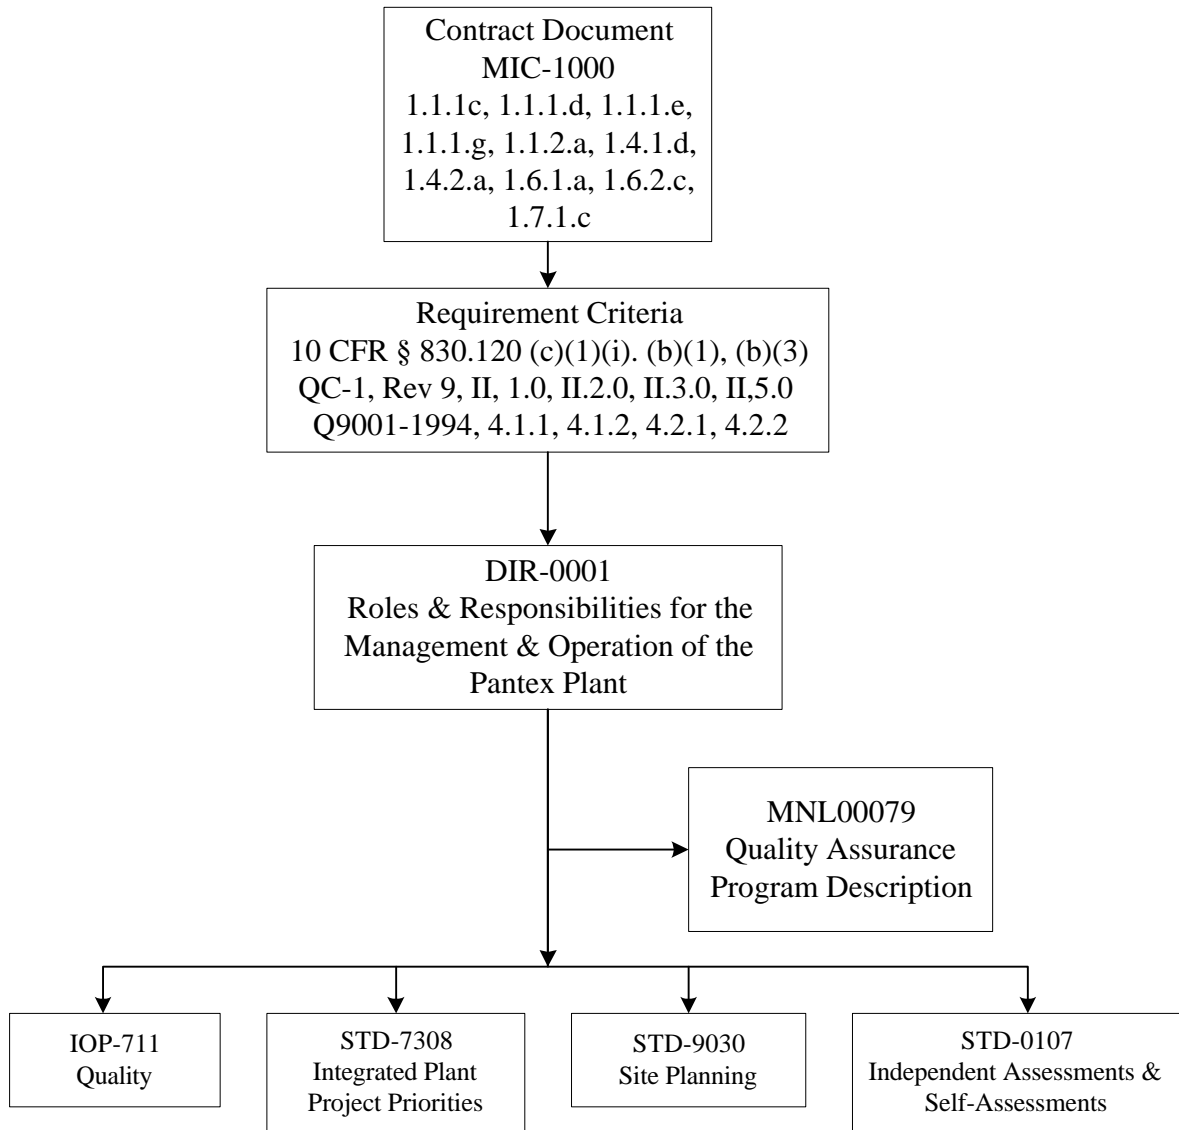 Contract Document
MIC-1000
1.1.1c, 1.1.1.d, 1.1.1.e,
1.1.1.g, 1.1.2.a, 1.4.1.d,
1.4.2.a, 1.6.1.a, 1.6.2.c,
1.7.1.c
Requirement Criteria
10 CFR § 830.120 (c)(1)(i). (b)(1), (b)(3)
QC-1, Rev 9, II, 1.0, II.2.0, II.3.0, II,5.0
Q9001-1994, 4.1.1, 4.1.2, 4.2.1, 4.2.2
DIR-0001
Roles & Responsibilities for the
Management & Operation of the
Pantex Plant
MNL00079
Quality Assurance
Program Description
IOP-711
Quality
STD-7308
Integrated Plant
Project Priorities
STD-9030
Site Planning
STD-0107
Independent Assessments &
Self-Assessments